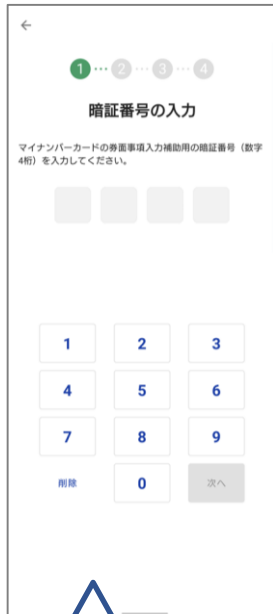 1 2 3 4
暗証番号の入力
マイナンバーカードの券面事項入力補助用の暗証番号（数字
4桁）を入力してください。
1 2 3
4 5 6
7 8 9
削除 0 次へ